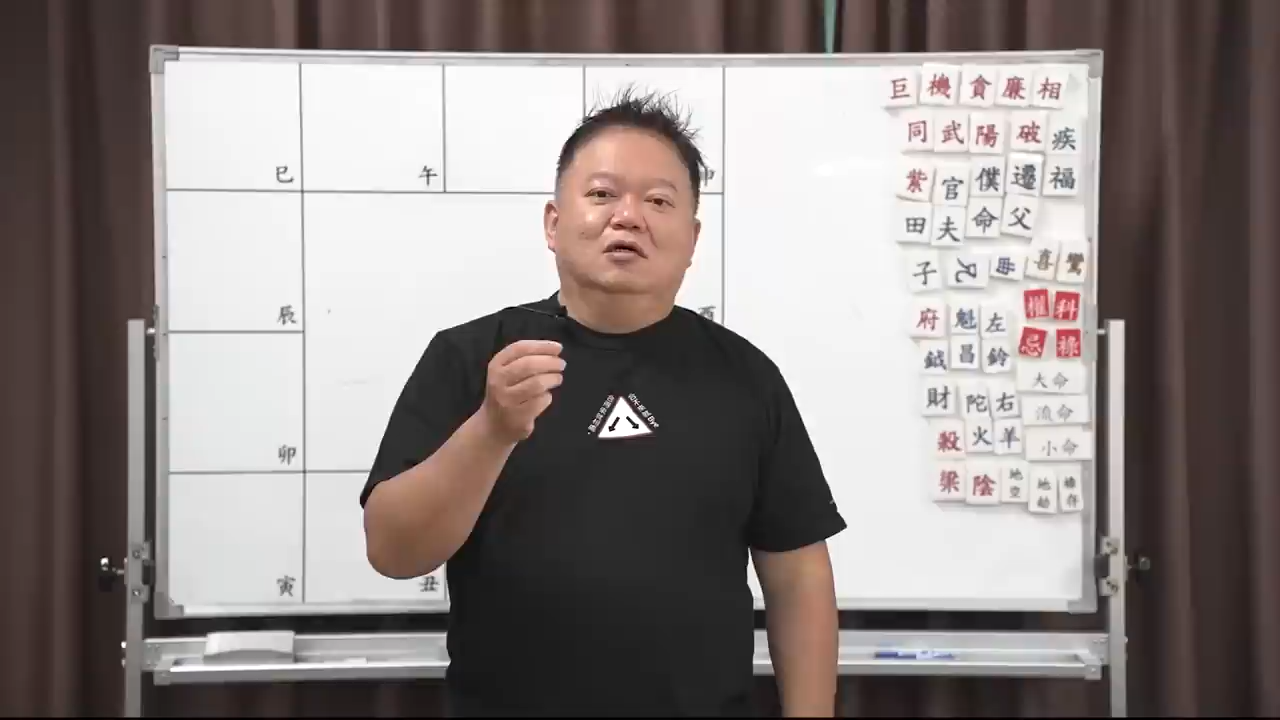 巳
午
申
辰
酉
卯
寅
丑
巨機貪廉相
同武陽破疾
紫官僕遷福
田夫命父
子兄曲喜鸞
府魁左權科
鉞昌鈴忌祿
大命
財陀右流命
殺火羊小命
梁陰地空地劫祿存